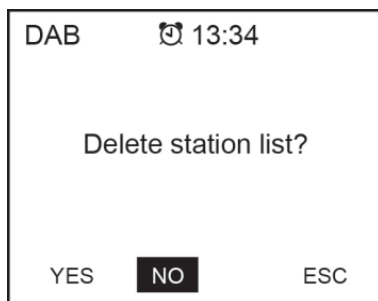 DAB 13:34
Delete station list?
YES NO ESC